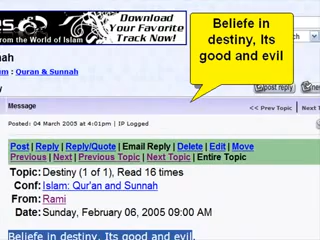 Download
Your Favorite
Track Now!
from the World of Islam
Beliefe in
destiny, Its
good and evil
nah
um : Quran & Sunnah
post reply
Message
<< Prev Topic | Next
Posted: 04 March 2005 at 4:01pm | IP Logged
Post | Reply | Reply/Quote | Email Reply | Delete | Edit | Move
Previous | Next | Previous Topic | Next Topic | Entire Topic
Topic: Destiny (1 of 1), Read 16 times
Conf: Islam: Qur'an and Sunnah
From: Rami
Date: Sunday, February 06, 2005 09:00 AM
Beliefe in destiny, Its good and evil.